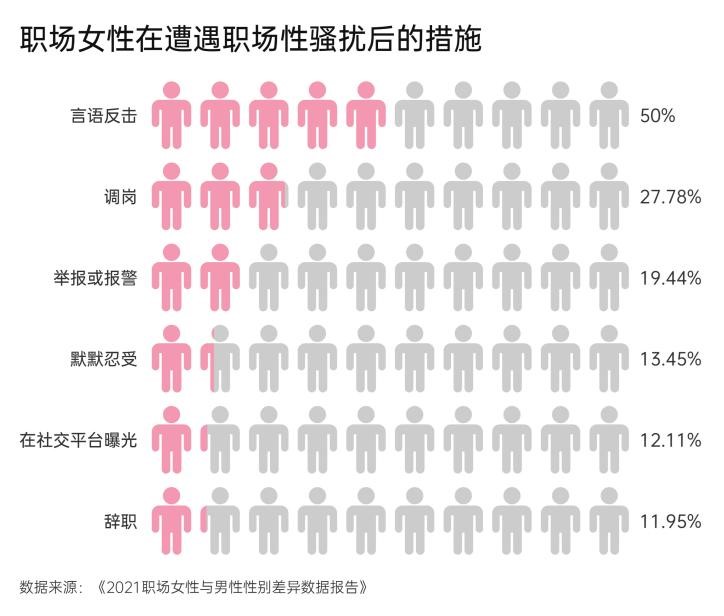 职场女性在遭遇职场性骚扰后的措施
言语反击 50%
调岗 27.78%
举报或报警 19.44%
默默忍受 13.45%
在社交平台曝光 12.11%
辞职 11.95%
数据来源：《2021职场女性与男性性别差异数据报告》